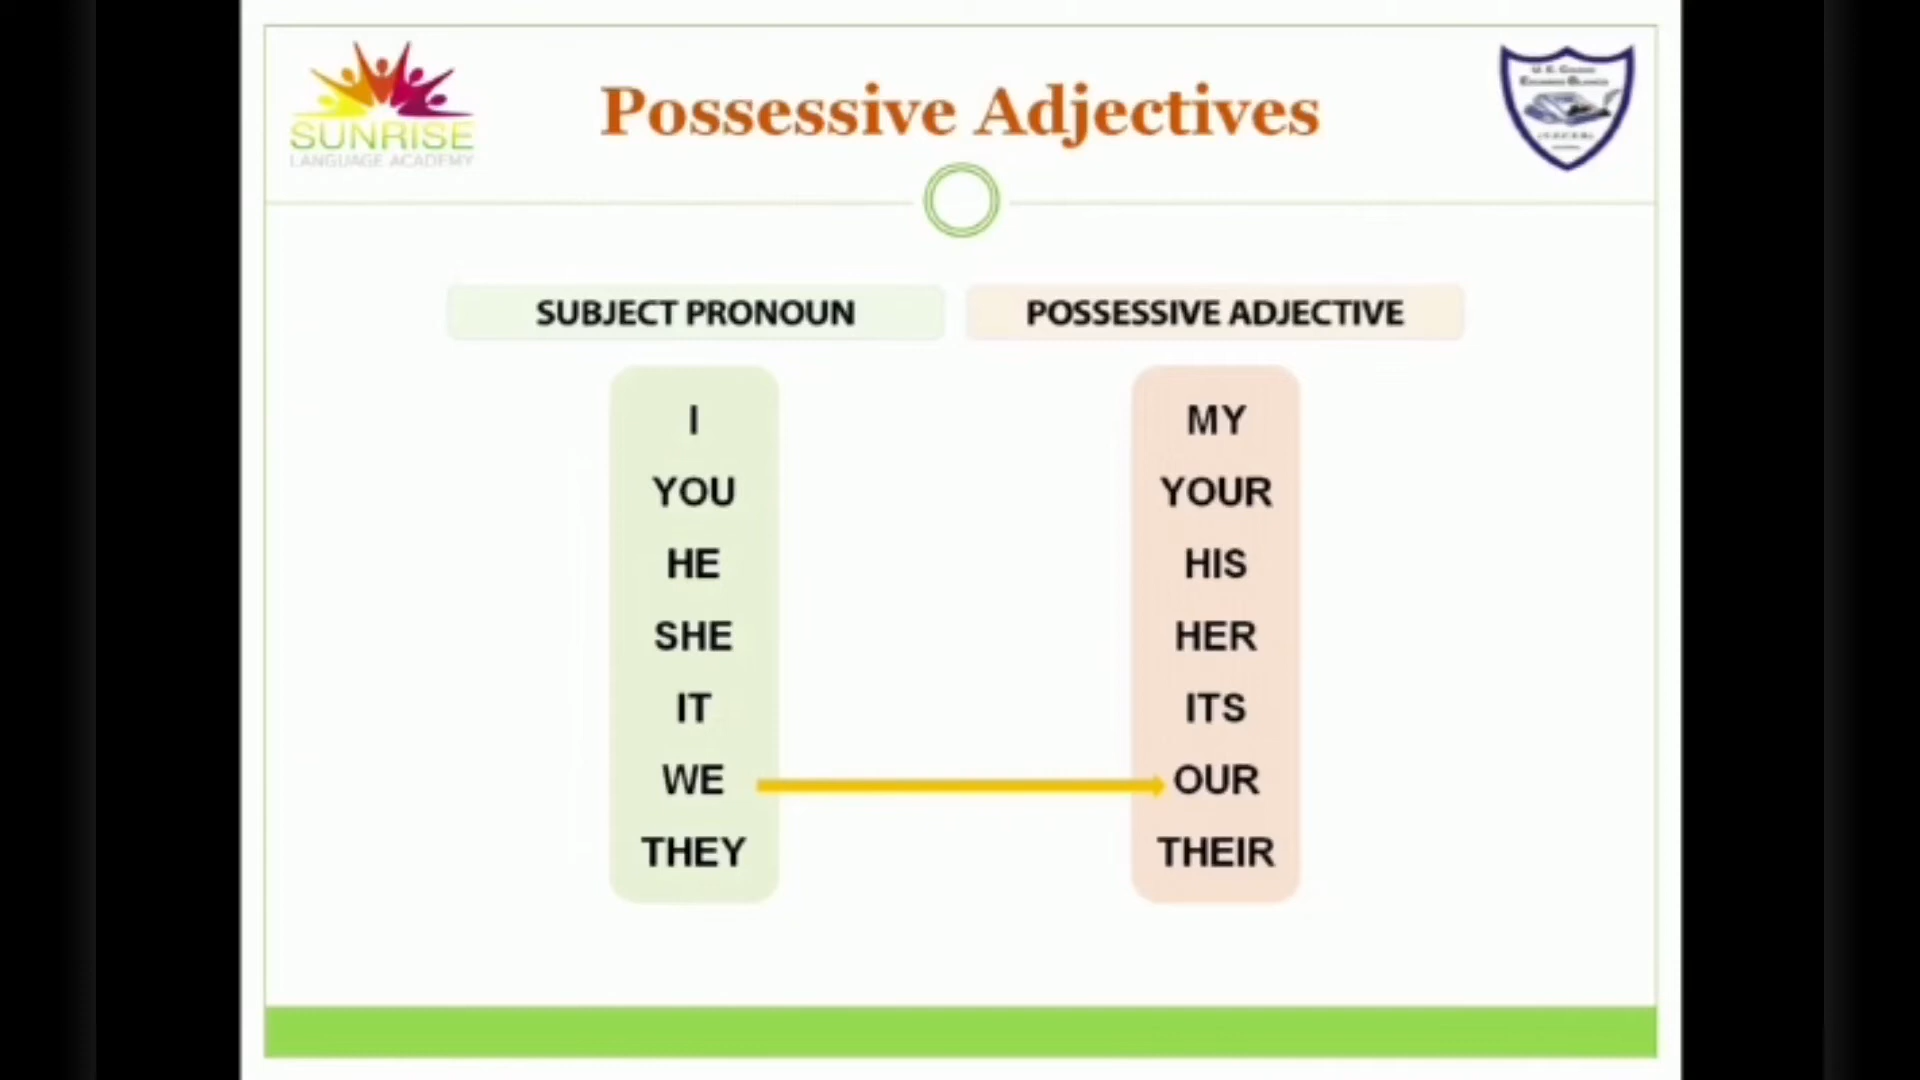 Possessive Adjectives
SUNRISE
LANGUAGE ACADEMY
SUBJECT PRONOUN
POSSESSIVE ADJECTIVE
I
MY
YOU
YOUR
HE
HIS
SHE
HER
IT
ITS
WE
OUR
THEY
THEIR